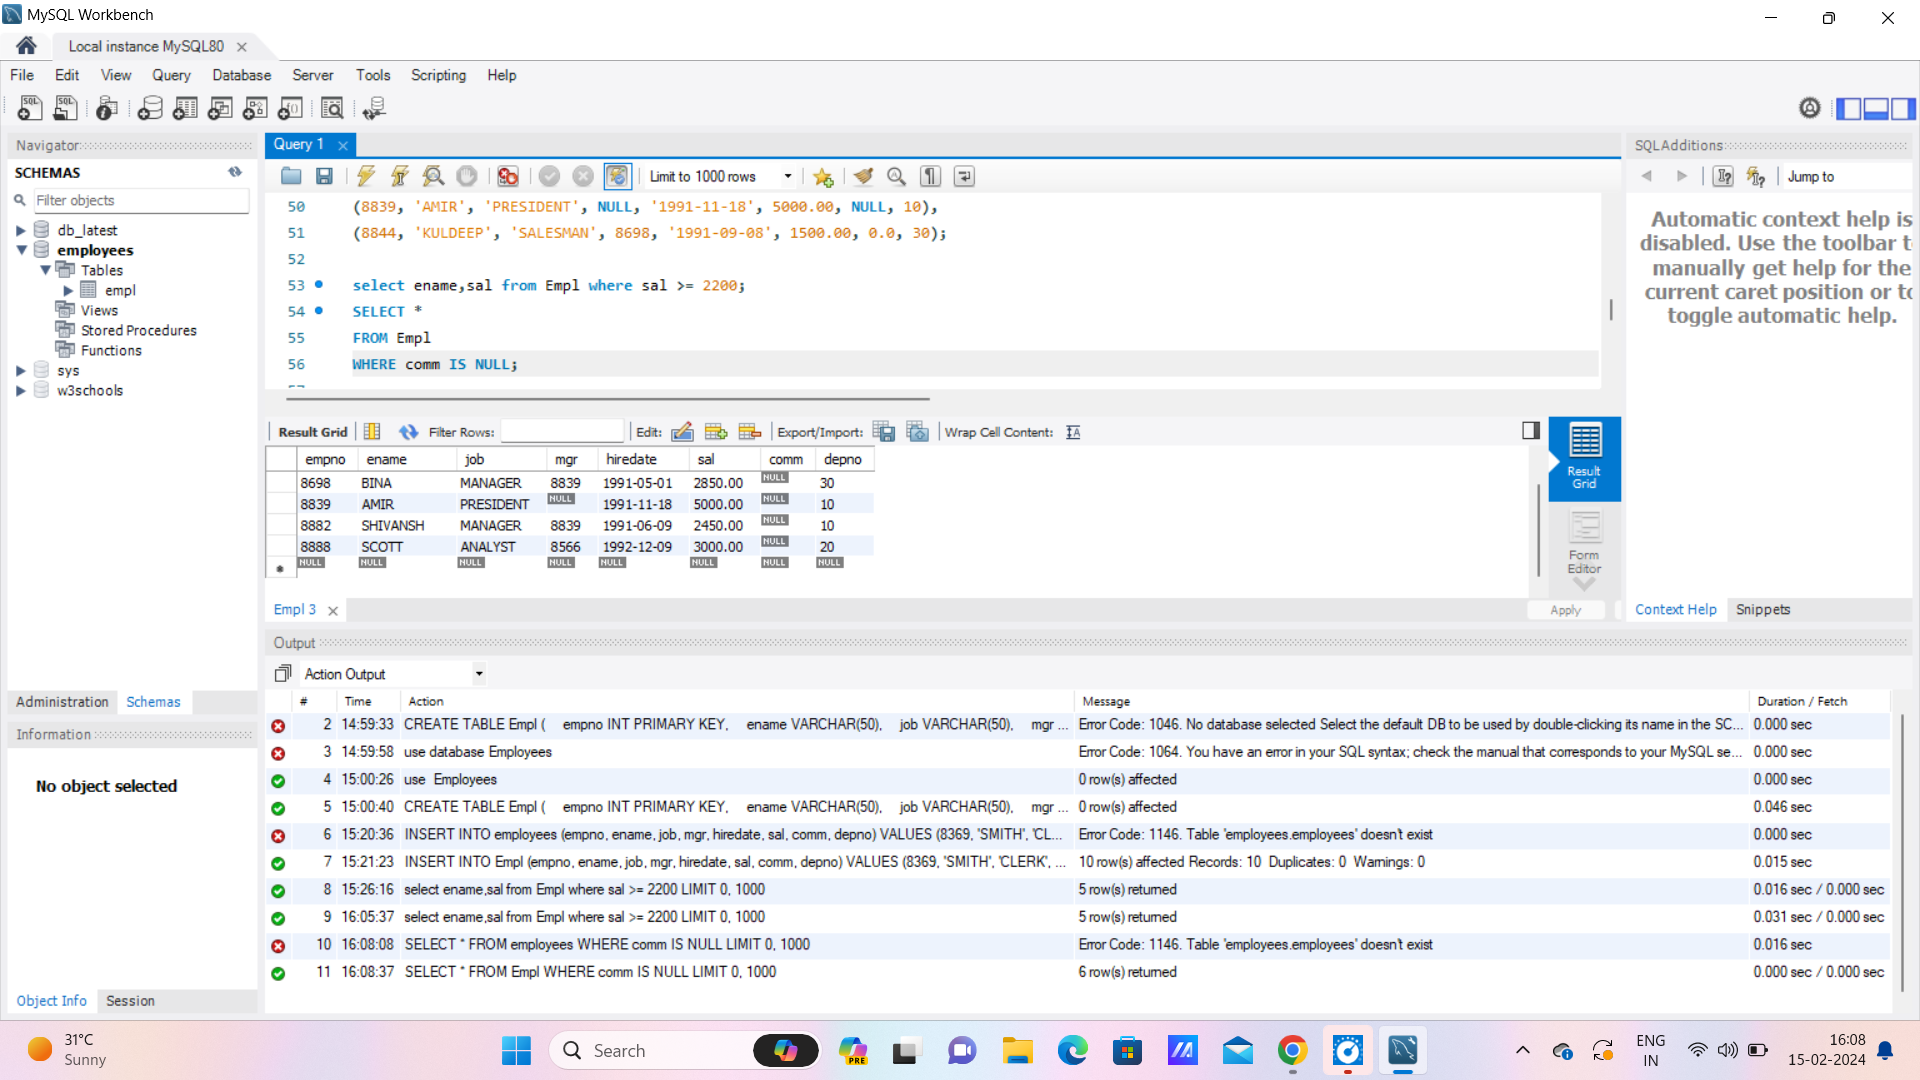 MySQL Workbench
Local instance MySQL80
File Edit View Query Database Server Tools Scripting Help
Navigator
SCHEMAS
Filter objects
db_latest
employees
Tables
empl
Views
Stored Procedures
Functions
sys
w3schools
Administration Schemas
Information
No object selected
Object Info Session
Query 1
Limit to 1000 rows
50 (8839, 'AMIR', 'PRESIDENT', NULL, '1991-11-18', 5000.00, NULL, 10),
51 (8844, 'KULDEEP', 'SALESMAN', 8698, '1991-09-08', 1500.00, 0.0, 30);
52
53 select ename,sal from Empl where sal >= 2200;
54 SELECT *
55 FROM Empl
56 WHERE comm IS NULL;
Result Grid Filter Rows: Edit: Export/Import: Wrap Cell Content:
empno ename job mgr hiredate sal comm depno
8698 BINA MANAGER 8839 1991-05-01 2850.00 NULL 30
8839 AMIR PRESIDENT NULL 1991-11-18 5000.00 NULL 10
8882 SHIVANSH MANAGER 8839 1991-06-09 2450.00 NULL 10
8888 SCOTT ANALYST 8566 1992-12-09 3000.00 NULL 20
NULL NULL NULL NULL NULL NULL NULL NULL
Result
Grid
Form
Editor
Empl 3
Apply
SQLAdditions
Jump to
Automatic context help is
disabled. Use the toolbar t
manually get help for the
current caret position or to
toggle automatic help.
Context Help Snippets
Output
Action Output
# Time Action Message Duration / Fetch
2 14:59:33 CREATE TABLE Empl ( empno INT PRIMARY KEY, ename VARCHAR(50), job VARCHAR(50), mgr ... Error Code: 1046. No database selected Select the default DB to be used by double-clicking its name in the SC... 0.000 sec
3 14:59:58 use database Employees Error Code: 1064. You have an error in your SQL syntax; check the manual that corresponds to your MySQL se... 0.000 sec
4 15:00:26 use Employees 0 row(s) affected 0.000 sec
5 15:00:40 CREATE TABLE Empl ( empno INT PRIMARY KEY, ename VARCHAR(50), job VARCHAR(50), mgr ... 0 row(s) affected 0.046 sec
6 15:20:36 INSERT INTO employees (empno, ename, job, mgr, hiredate, sal, comm, depno) VALUES (8369, 'SMITH', 'CL... Error Code: 1146. Table 'employees.employees' doesn't exist 0.000 sec
7 15:21:23 INSERT INTO Empl (empno, ename, job, mgr, hiredate, sal, comm, depno) VALUES (8369, 'SMITH', 'CLERK', ... 10 row(s) affected Records: 10 Duplicates: 0 Warnings: 0 0.015 sec
8 15:26:16 select ename,sal from Empl where sal >= 2200 LIMIT 0, 1000 5 row(s) returned 0.016 sec / 0.000 sec
9 16:05:37 select ename,sal from Empl where sal >= 2200 LIMIT 0, 1000 5 row(s) returned 0.031 sec / 0.000 sec
10 16:08:08 SELECT * FROM employees WHERE comm IS NULL LIMIT 0, 1000 Error Code: 1146. Table 'employees.employees' doesn't exist 0.016 sec
11 16:08:37 SELECT * FROM Empl WHERE comm IS NULL LIMIT 0, 1000 6 row(s) returned 0.000 sec / 0.000 sec
31°C
Sunny
Search
PRE
ENG
IN
16:08
15-02-2024